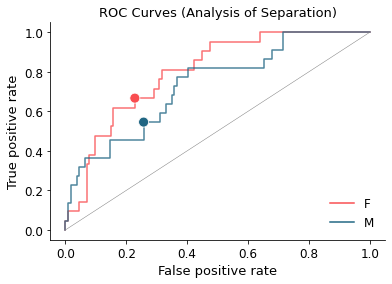 ROC Curves (Analysis of Separation)
1.0
0.8
0.6
0.4
0.2
0.0
True positive rate
F
M
0.0 0.2 0.4 0.6 0.8 1.0
False positive rate